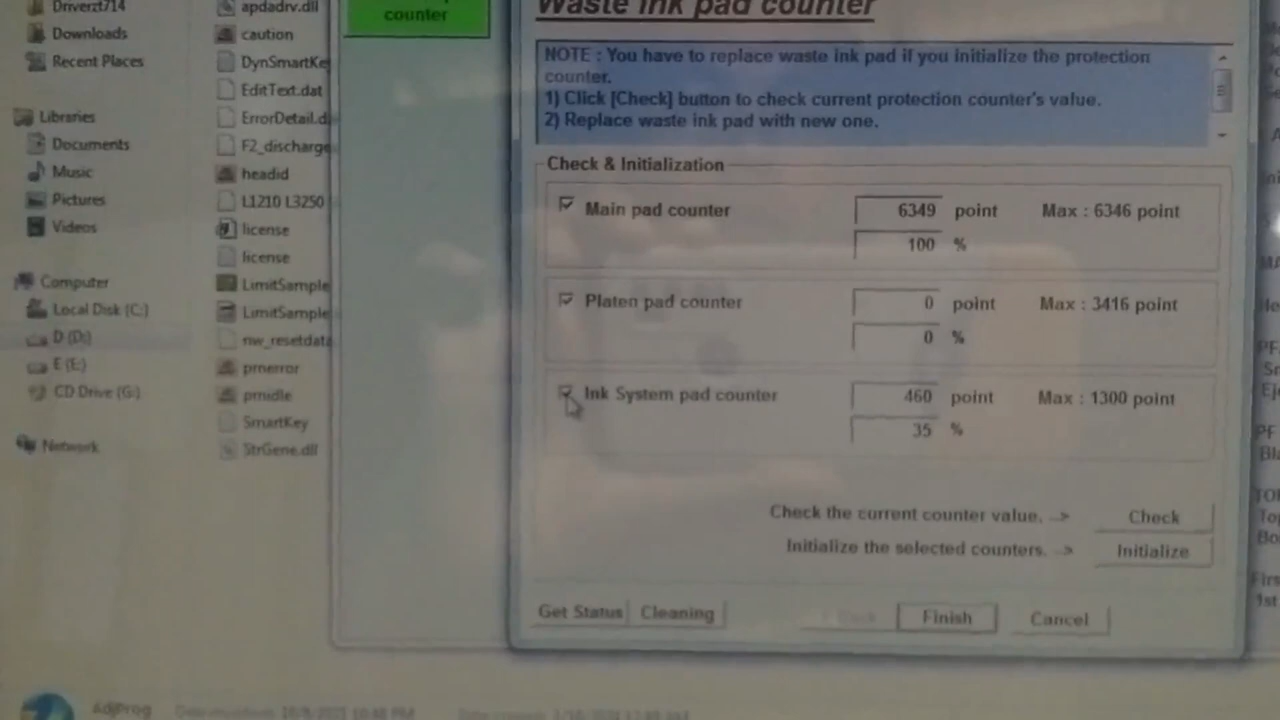 Driverzt714
Downloads
Recent Places
Libraries
Documents
Music
Pictures
Videos
Computer
Local Disk (C:)
D (D:)
E (E:)
CD Drive (G:)
Network
apdadrv.dll
caution
DynSmartKey
EditText.dat
ErrorDetail.d
F2_discharge
headid
L1210 L3250
license
license
LimitSample
LimitSample
nw_resetdata
prnerror
prnidle
SmartKey
StrGene.dll
counter
Waste ink pad counter
NOTE : You have to replace waste ink pad if you initialize the protection
counter.
1) Click [Check] button to check current protection counter's value.
2) Replace waste ink pad with new one.
Check & Initialization
Main pad counter 6349 point Max : 6346 point
100 %
Platen pad counter 0 point Max : 3416 point
0 %
Ink System pad counter 460 point Max : 1300 point
35 %
Check the current counter value. --> Check
Initialize the selected counters. --> Initialize
Get Status Cleaning Finish Cancel
AdjProg